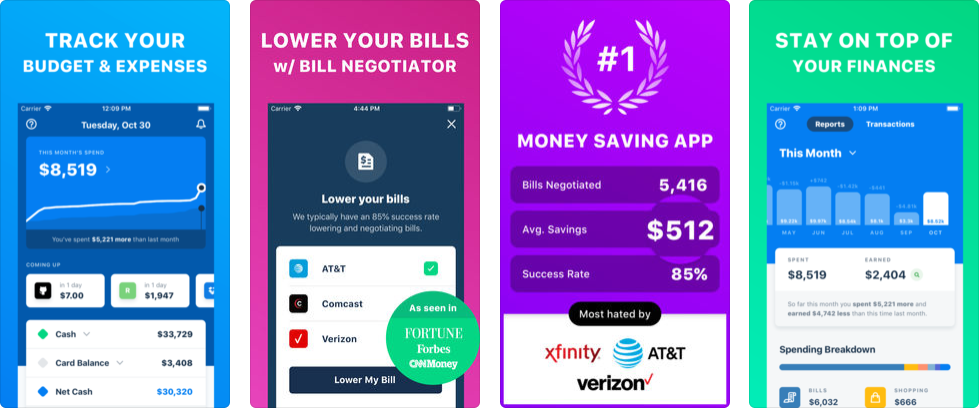 TRACK YOUR
BUDGET & EXPENSES
Carrier
12:09 PM
Tuesday, Oct 30
THIS MONTH'S SPEND
$8,519
You've spent $5,221 more than last month
COMING UP
in 1 day
$7.00
R
in 1 day
$1,947
Cash
$33,729
Card Balance
$3,408
Net Cash
$30,320
LOWER YOUR BILLS
w/ BILL NEGOTIATOR
Carrier
4:44 PM
Lower your bills
We typically have an 85% success rate
lowering and negotiating bills.
AT&T
Comcast
Verizon
Lower My Bill
As seen in
FORTUNE
Forbes
CNNMoney
#1
MONEY SAVING APP
Bills Negotiated
5,416
Avg. Savings
$512
Success Rate
85%
Most hated by
xfinity
AT&T
verizon
STAY ON TOP OF
YOUR FINANCES
Carrier
1:09 PM
Reports
Transactions
This Month
MAY
JUN
JUL
AUG
SEP
OCT
SPENT
EARNED
$8,519
$2,404
So far this month you spent $5,221 more and
earned $4,742 less than this time last month.
Spending Breakdown
BILLS
$6,032
SHOPPING
$666